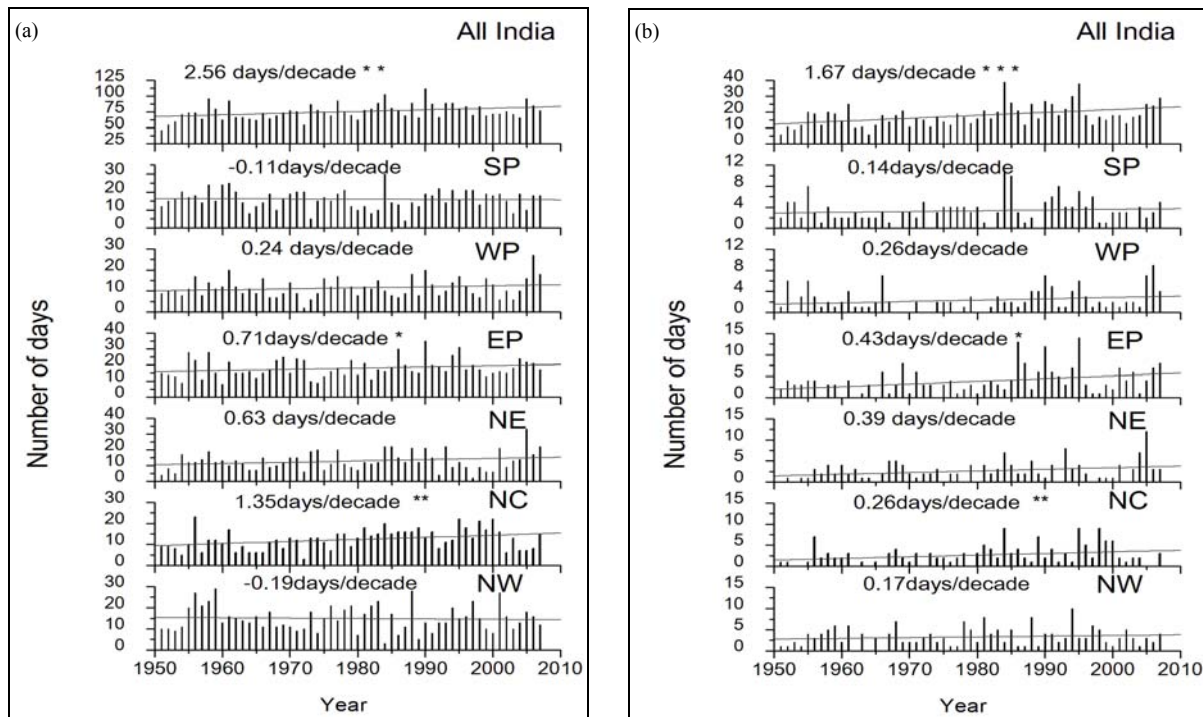 (a)
All India
2.56 days/decade * *
125
100
75
50
25
-0.11days/decade
SP
30
20
10
0
0.24 days/decade
WP
30
20
10
0
0.71days/decade *
EP
40
30
20
10
0
0.63 days/decade
NE
40
30
20
10
0
1.35days/decade **
NC
30
20
10
0
-0.19days/decade
NW
30
20
10
0
1950 1960 1970 1980 1990 2000 2010
Year
Number of days
(b)
All India
1.67 days/decade * * *
40
30
20
10
0
0.14 days/decade
SP
12
8
4
0
0.26days/decade
WP
12
8
4
0
0.43days/decade *
EP
15
10
5
0
0.39 days/decade
NE
15
10
5
0
0.26days/decade **
NC
15
10
5
0
0.17days/decade
NW
15
10
5
0
1950 1960 1970 1980 1990 2000 2010
Year
Number of days